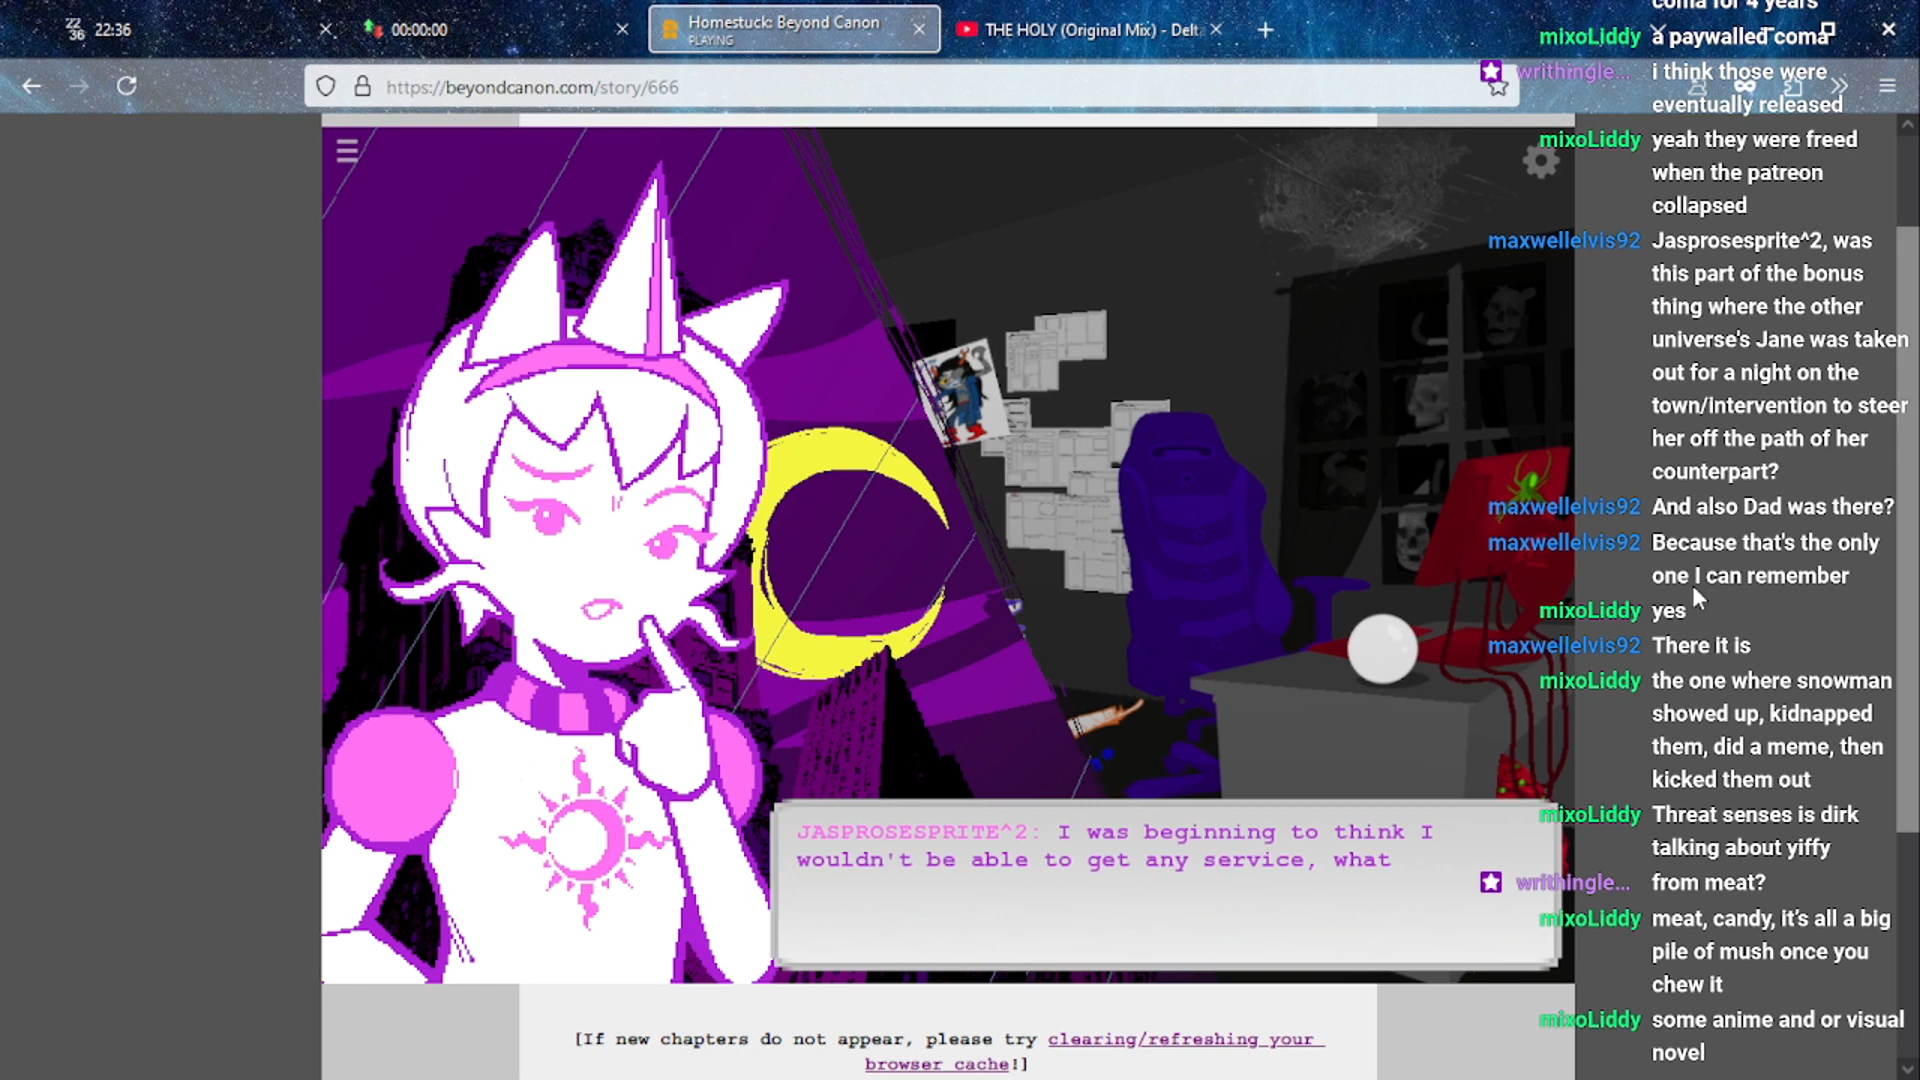 22
36
22:36
00:00:00
Homestuck: Beyond Canon
PLAYING
THE HOLY (Original Mix) - Delt
https://beyondcanon.com/story/666
coma for 4 years
mixoLiddy a paywalled coma
writhingle... i think those were
eventually released
mixoLiddy yeah they were freed
when the patreon
collapsed
maxwellelvis92 Jasprosesprite^2, was
this part of the bonus
thing where the other
universe's Jane was taken
out for a night on the
town/intervention to steer
her off the path of her
counterpart?
maxwellelvis92 And also Dad was there?
maxwellelvis92 Because that's the only
one I can remember
mixoLiddy yes
maxwellelvis92 There it is
mixoLiddy the one where snowman
showed up, kidnapped
them, did a meme, then
kicked them out
mixoLiddy Threat senses is dirk
talking about yiffy
writhingle... from meat?
mixoLiddy meat, candy, it's all a big
pile of mush once you
chew it
mixoLiddy some anime and or visual
novel
JASPROSESPRITE^2: I was beginning to think I
wouldn't be able to get any service, what
[If new chapters do not appear, please try clearing/refreshing your
browser cache!]